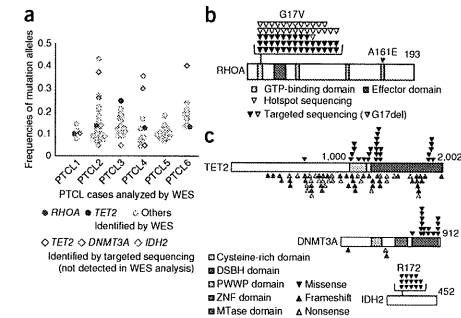 a
Frequencies of mutation alleles
0.5
0.4
0.3
0.2
0.1
0
PTCL1
PTCL2
PTCL3
PTCL4
PTCL5
PTCL6
PTCL cases analyzed by WES
RHOA TET2 Others
Identified by WES
TET2 DNMT3A IDH2
Identified by targeted sequencing
(not detected in WES analysis)
b
G17V
A161E
193
RHOA
GTP-binding domain Effector domain
Hotspot sequencing
Targeted sequencing ( G17del)
c
1,000
2,002
TET2
DNMT3A
912
Cysteine-rich domain
DSBH domain
PWWP domain
ZNF domain
MTase domain
Missense
Frameshift
Nonsense
R172
452
IDH2